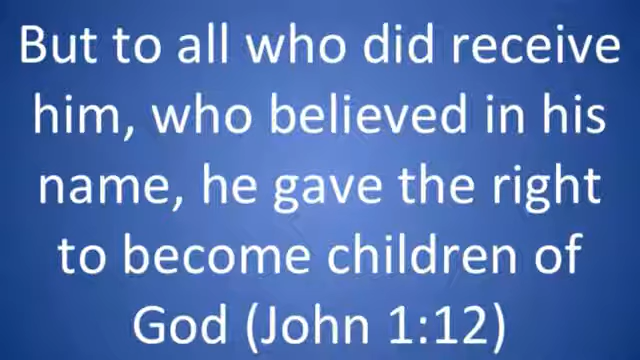 But to all who did receive
him, who believed in his
name, he gave the right
to become children of
God (John 1:12)